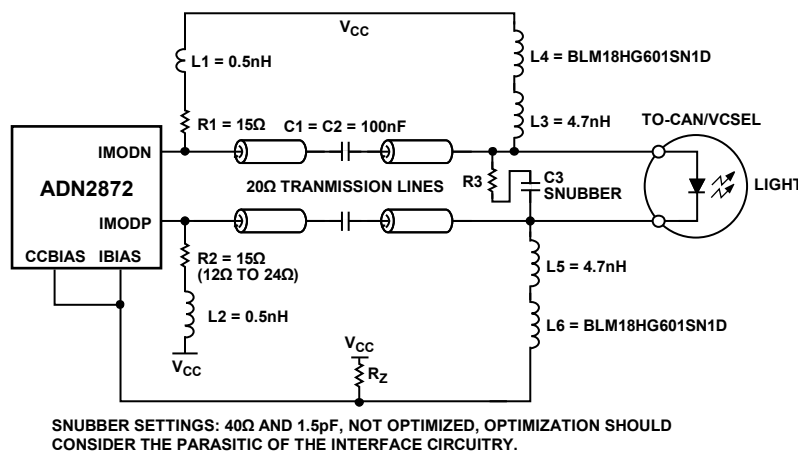 VCC
L1 = 0.5nH
L4 = BLM18HG601SN1D
R1 = 15Ω
C1 = C2 = 100nF
L3 = 4.7nH
TO-CAN/VCSEL
IMODN
ADN2872
R3
C3
SNUBBER
20Ω TRANMISSION LINES
LIGHT
IMODP
CCBIAS IBIAS
R2 = 15Ω
(12Ω TO 24Ω)
L5 = 4.7nH
L2 = 0.5nH
L6 = BLM18HG601SN1D
VCC
VCC
RZ
SNUBBER SETTINGS: 40Ω AND 1.5pF, NOT OPTIMIZED, OPTIMIZATION SHOULD
CONSIDER THE PARASITIC OF THE INTERFACE CIRCUITRY.